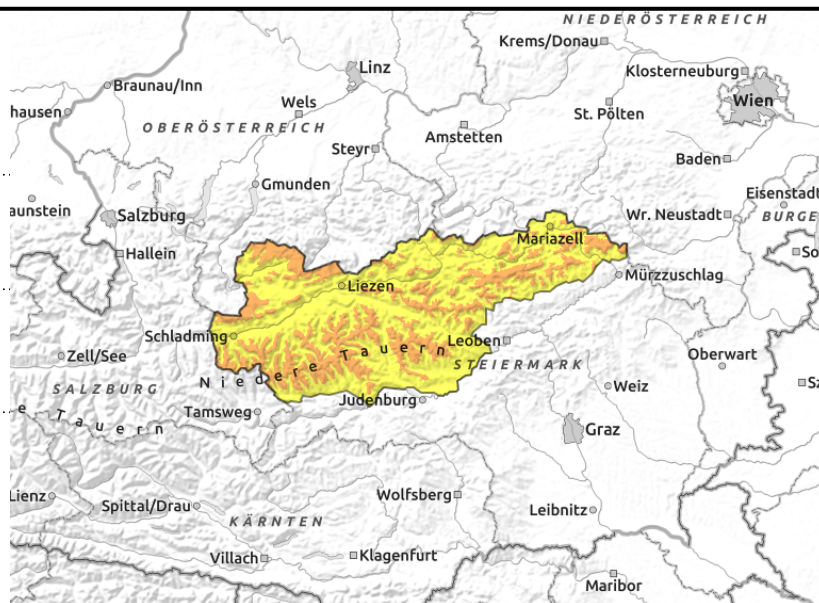 NIEDERÖSTERREICH
Krems/Donau
Linz
Klosterneuburg
Braunau/Inn
Wien
Wels
hausen
St. Pölten
OBERÖSTERREICH
Amstetten
Steyr
Baden
Gmunden
Eisenstadt
aunstein
Salzburg
Wr. Neustadt
BURGE
Mariazell
Hallein
So
Mürzzuschlag
Liezen
Schladming
Leoben
Zell/See
Niedere Tauern
STEIERMARK
Oberwart
SALZBURG
Weiz
Sz
Judenburg
Tamsweg
e Tauern
Graz
Lienz
Wolfsberg
Spittal/Drau
Leibnitz
KÄRNTEN
Villach
Klagenfurt
Maribor